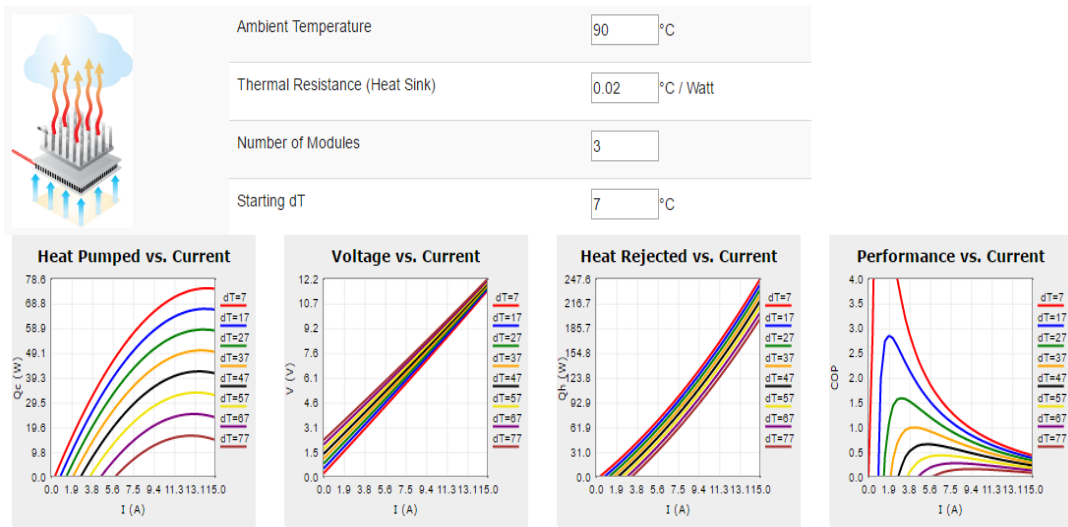 Ambient Temperature 90 °C
Thermal Resistance (Heat Sink) 0.02 °C / Watt
Number of Modules 3
Starting dT 7 °C
Heat Pumped vs. Current
78.6
68.8
58.9
49.1
39.3
29.5
19.6
9.8
0.0
Qc (W)
0.0 1.9 3.8 5.6 7.5 9.4 11.3 13.1 15.0
I (A)
dT=7
dT=17
dT=27
dT=37
dT=47
dT=57
dT=67
dT=77
Voltage vs. Current
12.2
10.7
9.2
7.6
6.1
4.6
3.1
1.5
0.0
V (V)
0.0 1.9 3.8 5.6 7.5 9.4 11.3 13.1 15.0
I (A)
dT=7
dT=17
dT=27
dT=37
dT=47
dT=57
dT=67
dT=77
Heat Rejected vs. Current
247.6
216.7
185.7
154.8
123.8
92.9
61.9
31.0
0.0
Qh (W)
0.0 1.9 3.8 5.6 7.5 9.4 11.3 13.1 15.0
I (A)
dT=7
dT=17
dT=27
dT=37
dT=47
dT=57
dT=67
dT=77
Performance vs. Current
4.0
3.5
3.0
2.5
2.0
1.5
1.0
0.5
0.0
COP
0.0 1.9 3.8 5.6 7.5 9.4 11.3 13.1 15.0
I (A)
dT=7
dT=17
dT=27
dT=37
dT=47
dT=57
dT=67
dT=77